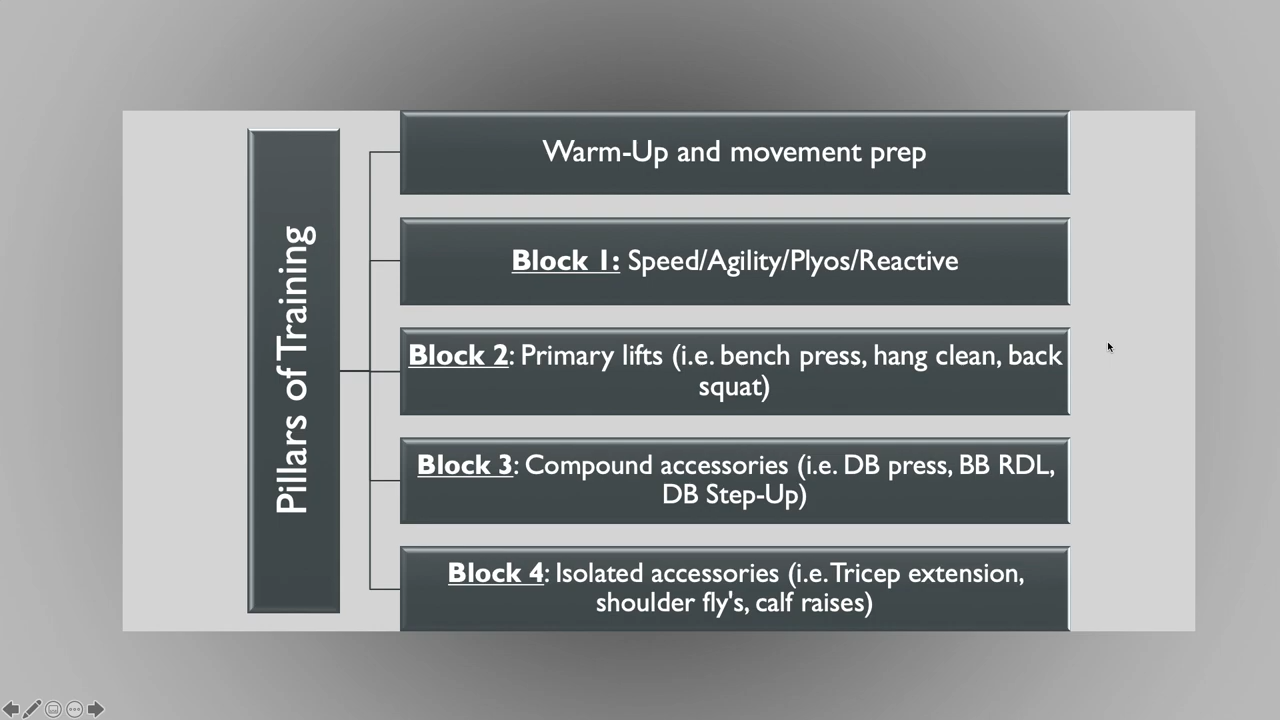 Pillars of Training
Warm-Up and movement prep
Block 1: Speed/Agility/Plyos/Reactive
Block 2: Primary lifts (i.e. bench press, hang clean, back
squat)
Block 3: Compound accessories (i.e. DB press, BB RDL,
DB Step-Up)
Block 4: Isolated accessories (i.e. Tricep extension,
shoulder fly's, calf raises)